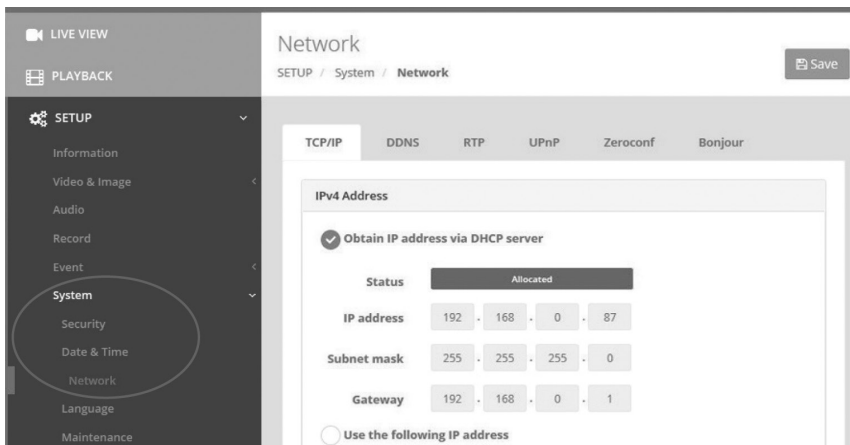 LIVE VIEW
PLAYBACK
SETUP
Information
Video & Image
Audio
Record
Event
System
Security
Date & Time
Network
Language
Maintenance
Network
SETUP / System / Network
Save
TCP/IP DDNS RTP UPnP Zeroconf Bonjour
IPv4 Address
Obtain IP address via DHCP server
Status Allocated
IP address 192 . 168 . 0 . 87
Subnet mask 255 . 255 . 255 . 0
Gateway 192 . 168 . 0 . 1
Use the following IP address